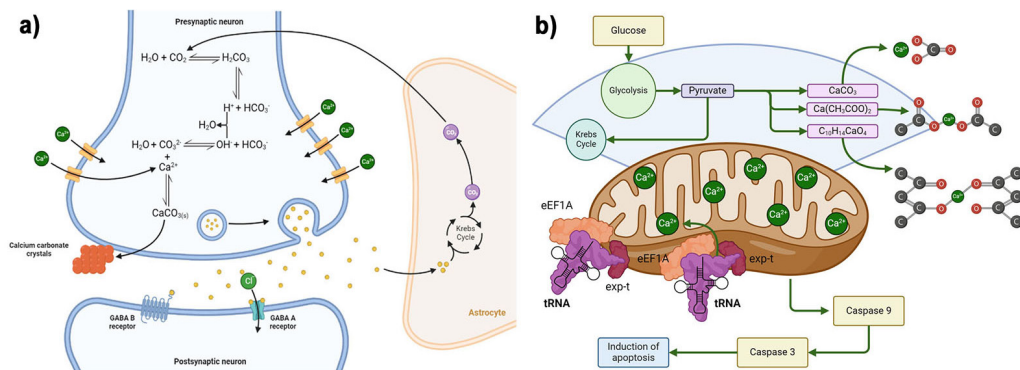 a)
Presynaptic neuron
H₂O + CO₂ ⇌ H₂CO₃
H⁺ + HCO₃⁻
H₂O
H₂O + CO₃²⁻ ⇌ OH⁻ + HCO₃⁻
+
Ca²⁺
CaCO₃₍ₛ₎
Ca²⁺
Ca²⁺
Ca²⁺
Ca²⁺
Ca²⁺
Calcium carbonate
crystals
Cl⁻
GABA B
receptor
GABA A
receptor
Postsynaptic neuron
CO₂
CO₂
Krebs
Cycle
Astrocyte
b)
Glucose
Glycolysis
Pyruvate
Krebs
Cycle
CaCO₃
Ca(CH₃COO)₂
C₁₀H₁₄CaO₄
Ca²⁺ O C O O
O O C O Ca²⁺ O C
C O O C
C Ca²⁺ C
C O O C
Ca²⁺
Ca²⁺
Ca²⁺
Ca²⁺
Ca²⁺
Ca²⁺
eEF1A
tRNA
exp-t
eEF1A
tRNA
exp-t
Caspase 9
Caspase 3
Induction of
apoptosis